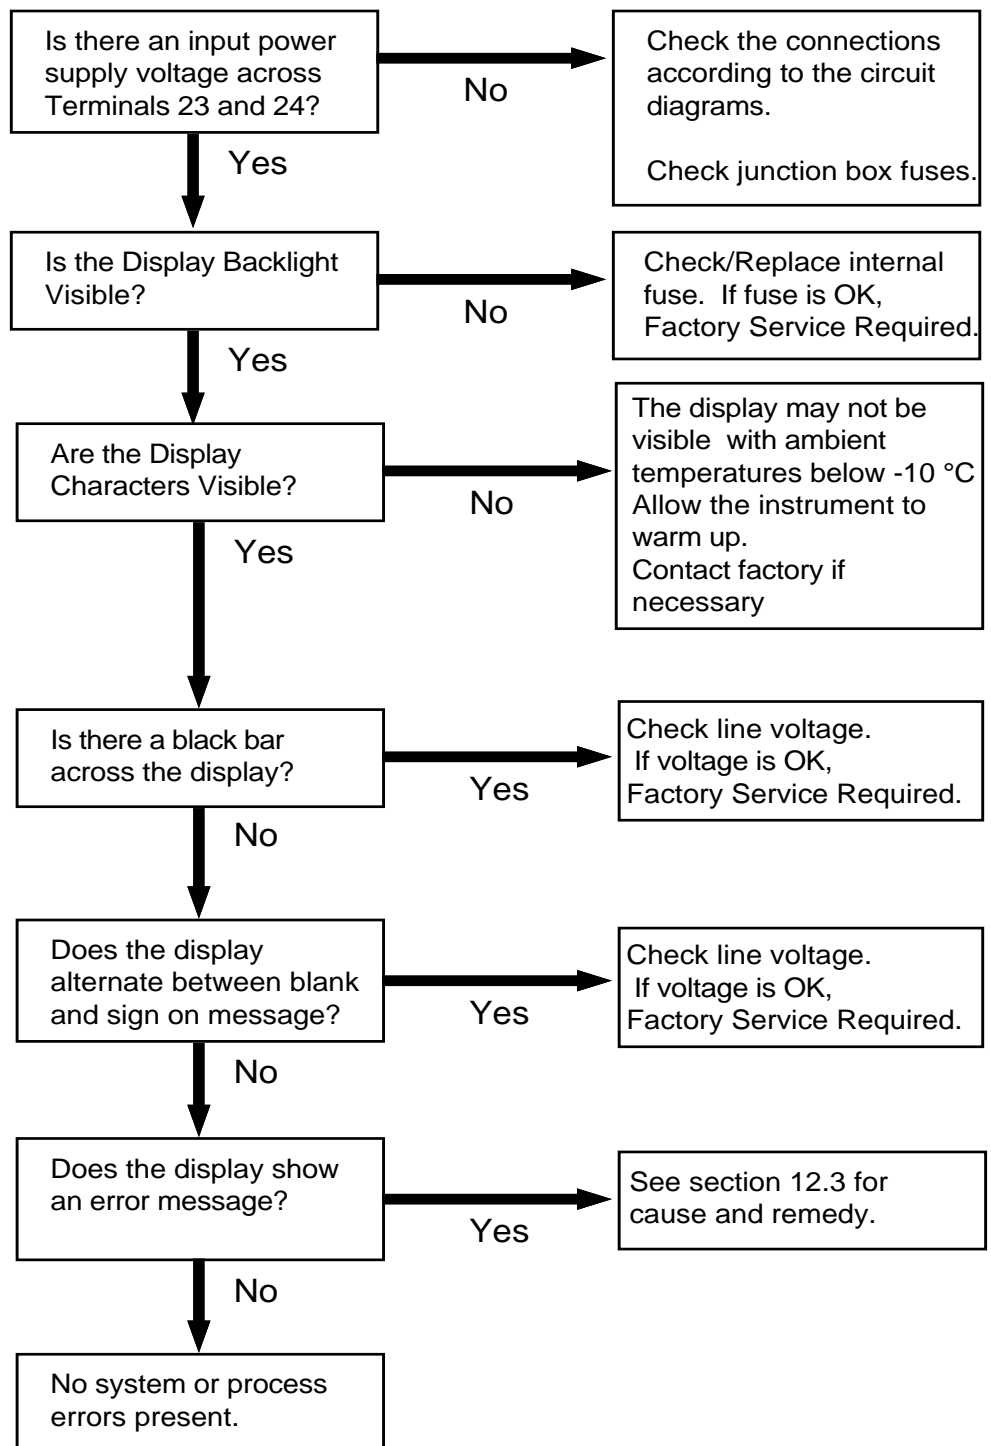 Is there an input power
supply voltage across
Terminals 23 and 24?
No
Check the connections
according to the circuit
diagrams.
Check junction box fuses.
Yes
Is the Display Backlight
Visible?
No
Check/Replace internal
fuse. If fuse is OK,
Factory Service Required.
Yes
Are the Display
Characters Visible?
No
The display may not be
visible with ambient
temperatures below -10 °C
Allow the instrument to
warm up.
Contact factory if
necessary
Yes
Is there a black bar
across the display?
Yes
Check line voltage.
If voltage is OK,
Factory Service Required.
No
Does the display
alternate between blank
and sign on message?
Yes
Check line voltage.
If voltage is OK,
Factory Service Required.
No
Does the display show
an error message?
Yes
See section 12.3 for
cause and remedy.
No
No system or process
errors present.